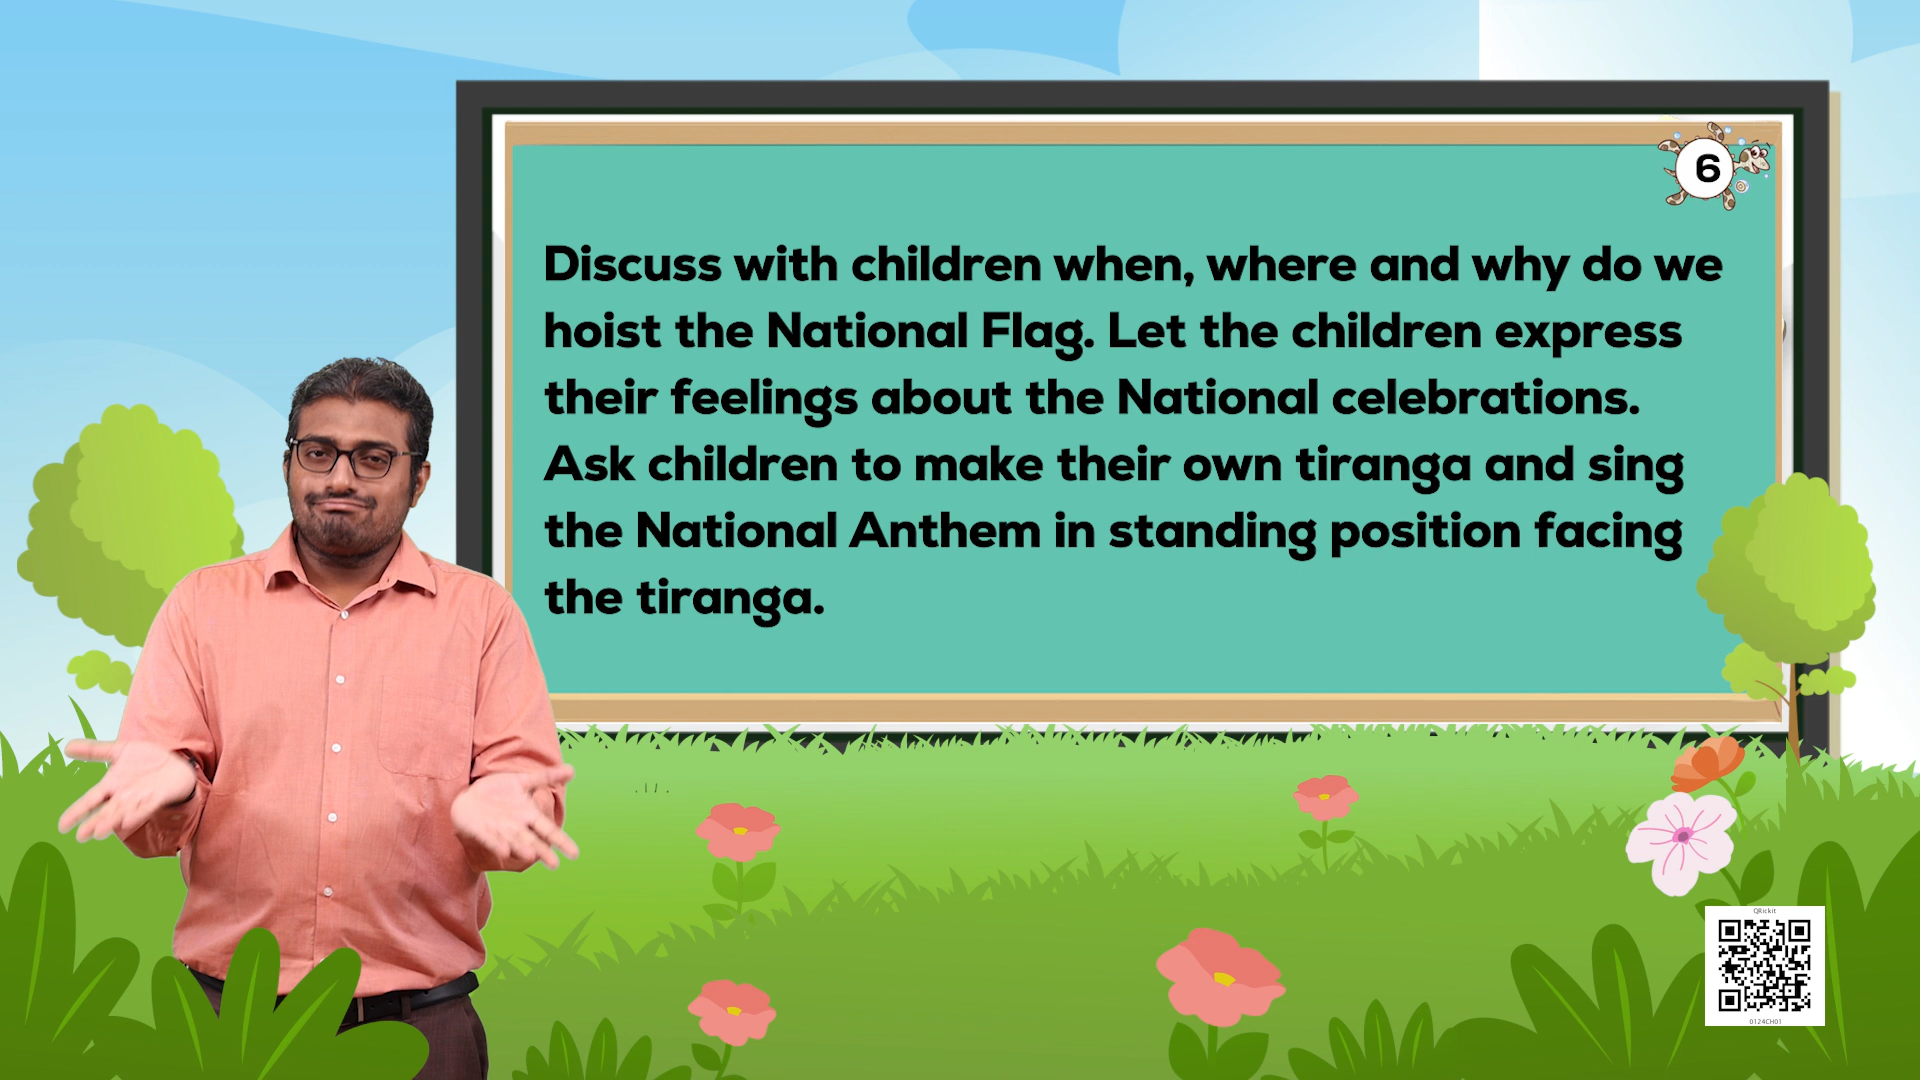 6
Discuss with children when, where and why do we
hoist the National Flag. Let the children express
their feelings about the National celebrations.
Ask children to make their own tiranga and sing
the National Anthem in standing position facing
the tiranga.
QRickit
0124CH01